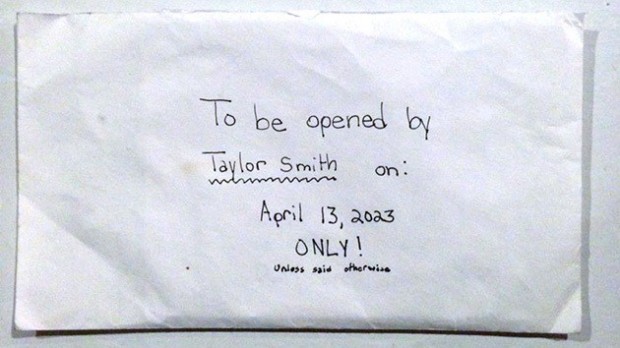 To be opened by
Taylor Smith on:
April 13, 2023
ONLY!
unless said otherwise